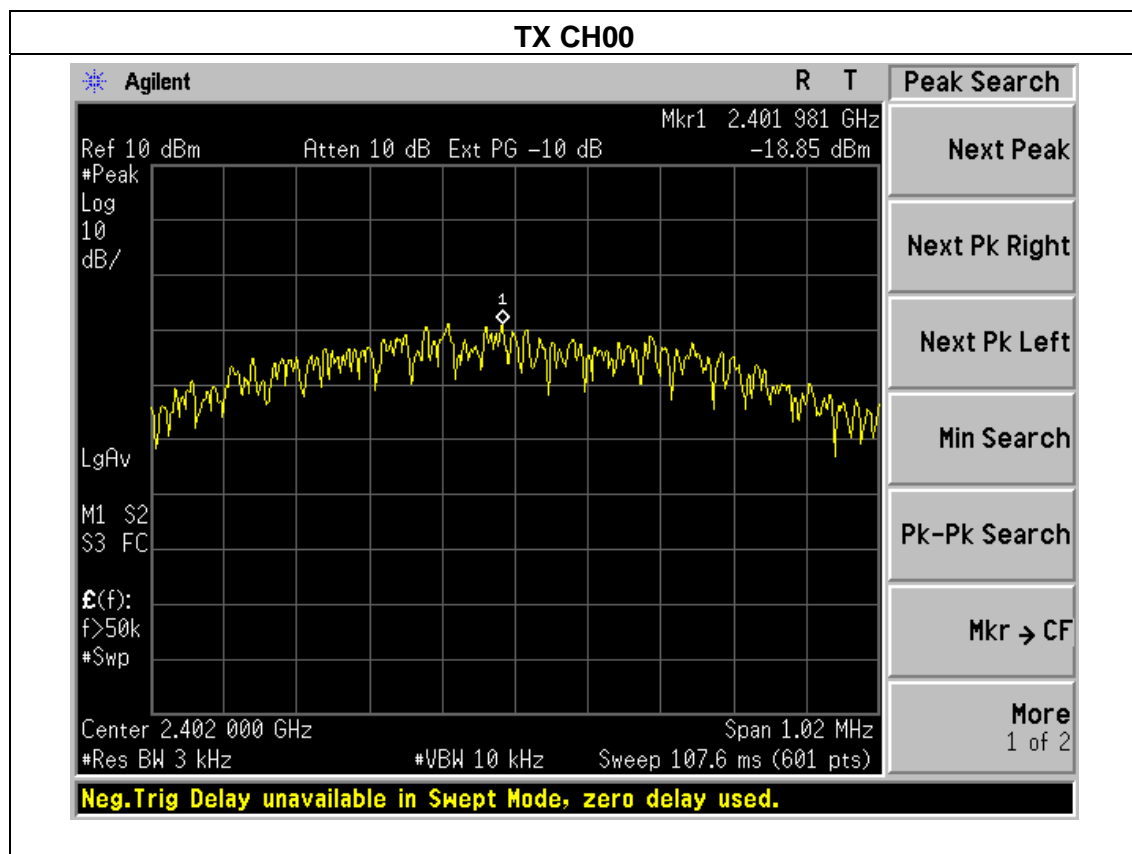 TX CH00
Agilent R T Peak Search
Mkr1 2.401 981 GHz
Ref 10 dBm Atten 10 dB Ext PG -10 dB -18.85 dBm
#Peak
Log
10
dB/
1
LgAv
M1 S2
S3 FC
£(f):
f>50k
#Swp
Center 2.402 000 GHz Span 1.02 MHz
#Res BW 3 kHz #VBW 10 kHz Sweep 107.6 ms (601 pts)
Neg.Trig Delay unavailable in Swept Mode, zero delay used.
Next Peak
Next Pk Right
Next Pk Left
Min Search
Pk-Pk Search
Mkr → CF
More
1 of 2